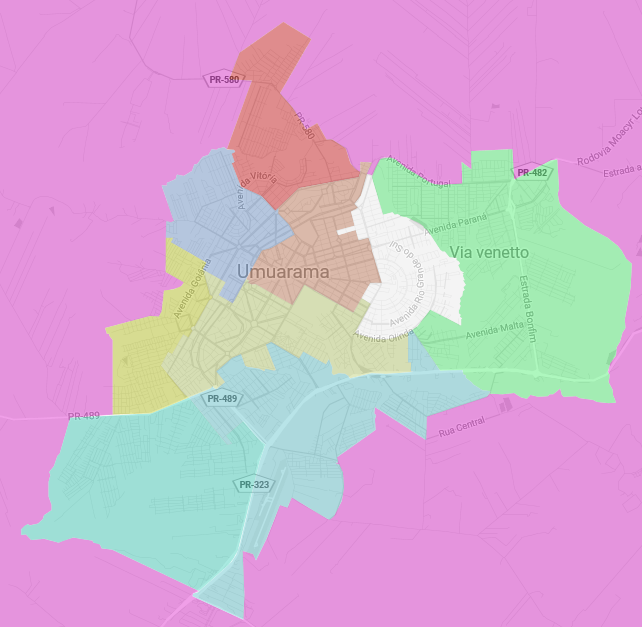 PR-580
PR-580
Rodovia Moacyr Lo
Avenida Portugal
PR-482
Estrada a
Avenida Vitória
Avenida Paraná
Via venetto
Avenida Rio Grande do Sul
Umuarama
Avenida Goiânia
Estrada Bonfim
Avenida Malta
Avenida Olinda
PR-489
PR-489
Rua Central
PR-323